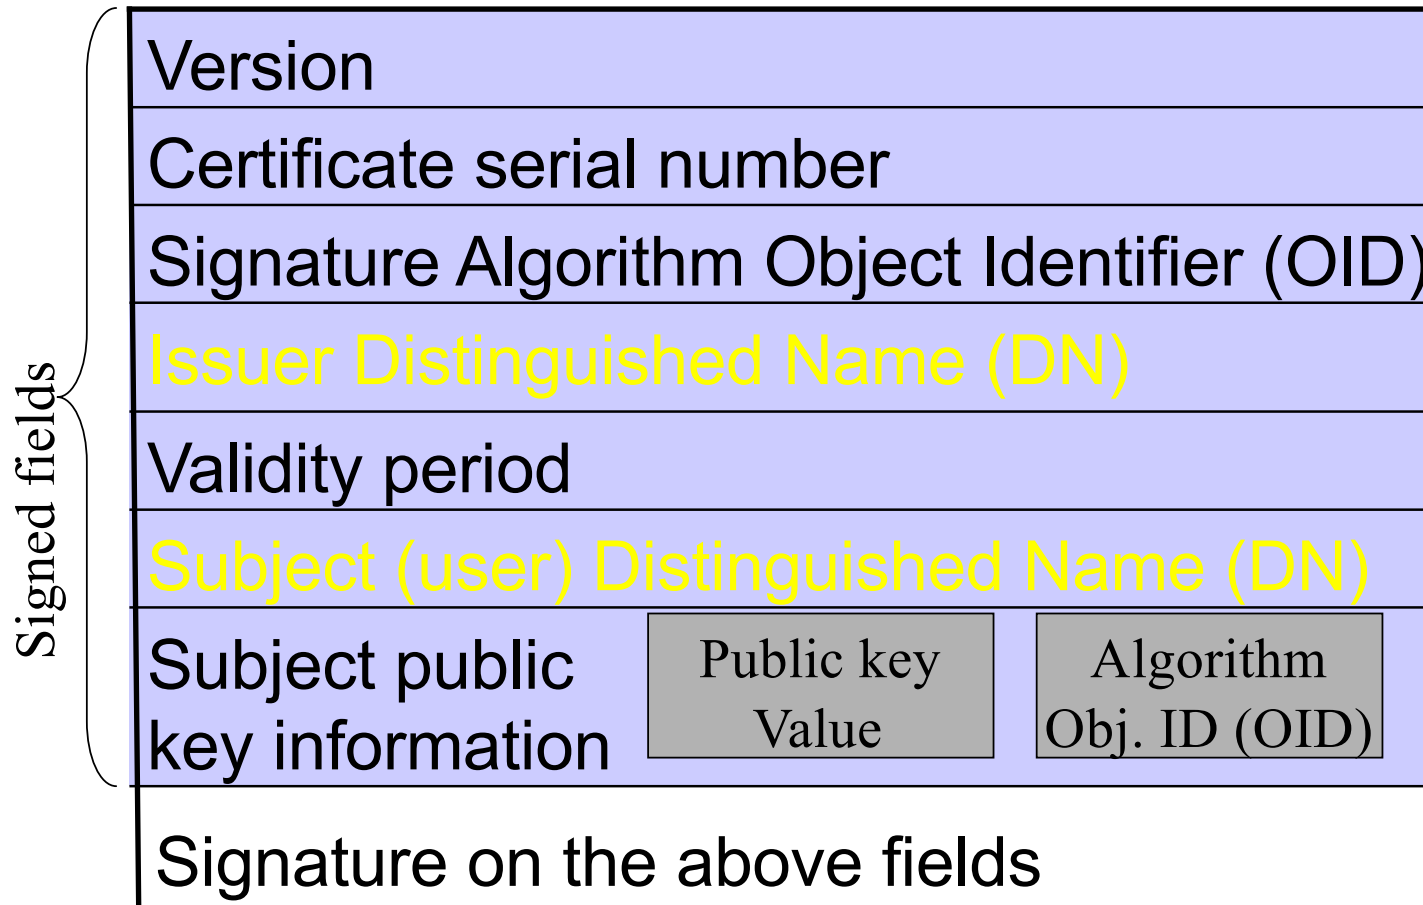 Version
Certificate serial number
Signature Algorithm Object Identifier (OID)
Issuer Distinguished Name (DN)
Validity period
Subject (user) Distinguished Name (DN)
Subject public
key information
Public key
Value
Algorithm
Obj. ID (OID)
Signature on the above fields
Signed fields